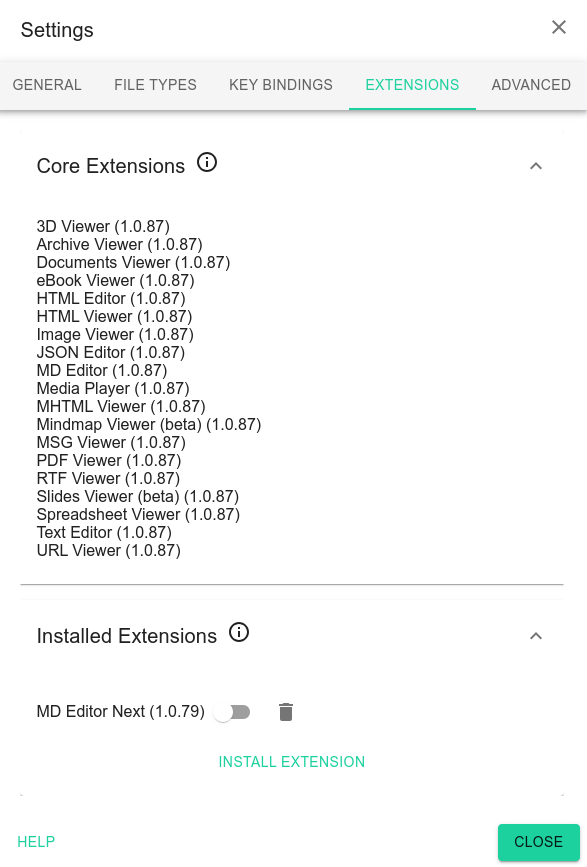 Settings
GENERAL FILE TYPES KEY BINDINGS EXTENSIONS ADVANCED
Core Extensions
3D Viewer (1.0.87)
Archive Viewer (1.0.87)
Documents Viewer (1.0.87)
eBook Viewer (1.0.87)
HTML Editor (1.0.87)
HTML Viewer (1.0.87)
Image Viewer (1.0.87)
JSON Editor (1.0.87)
MD Editor (1.0.87)
Media Player (1.0.87)
MHTML Viewer (1.0.87)
Mindmap Viewer (beta) (1.0.87)
MSG Viewer (1.0.87)
PDF Viewer (1.0.87)
RTF Viewer (1.0.87)
Slides Viewer (beta) (1.0.87)
Spreadsheet Viewer (1.0.87)
Text Editor (1.0.87)
URL Viewer (1.0.87)
Installed Extensions
MD Editor Next (1.0.79)
INSTALL EXTENSION
HELP CLOSE